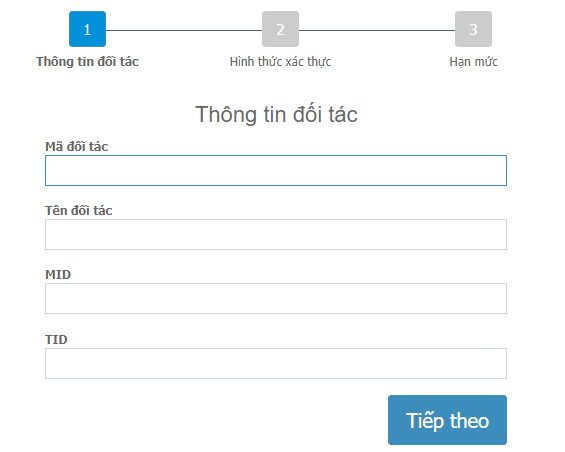 1 2 3
Thông tin đối tác Hình thức xác thực Hạn mức
Thông tin đối tác
Mã đối tác
Tên đối tác
MID
TID
Tiếp theo